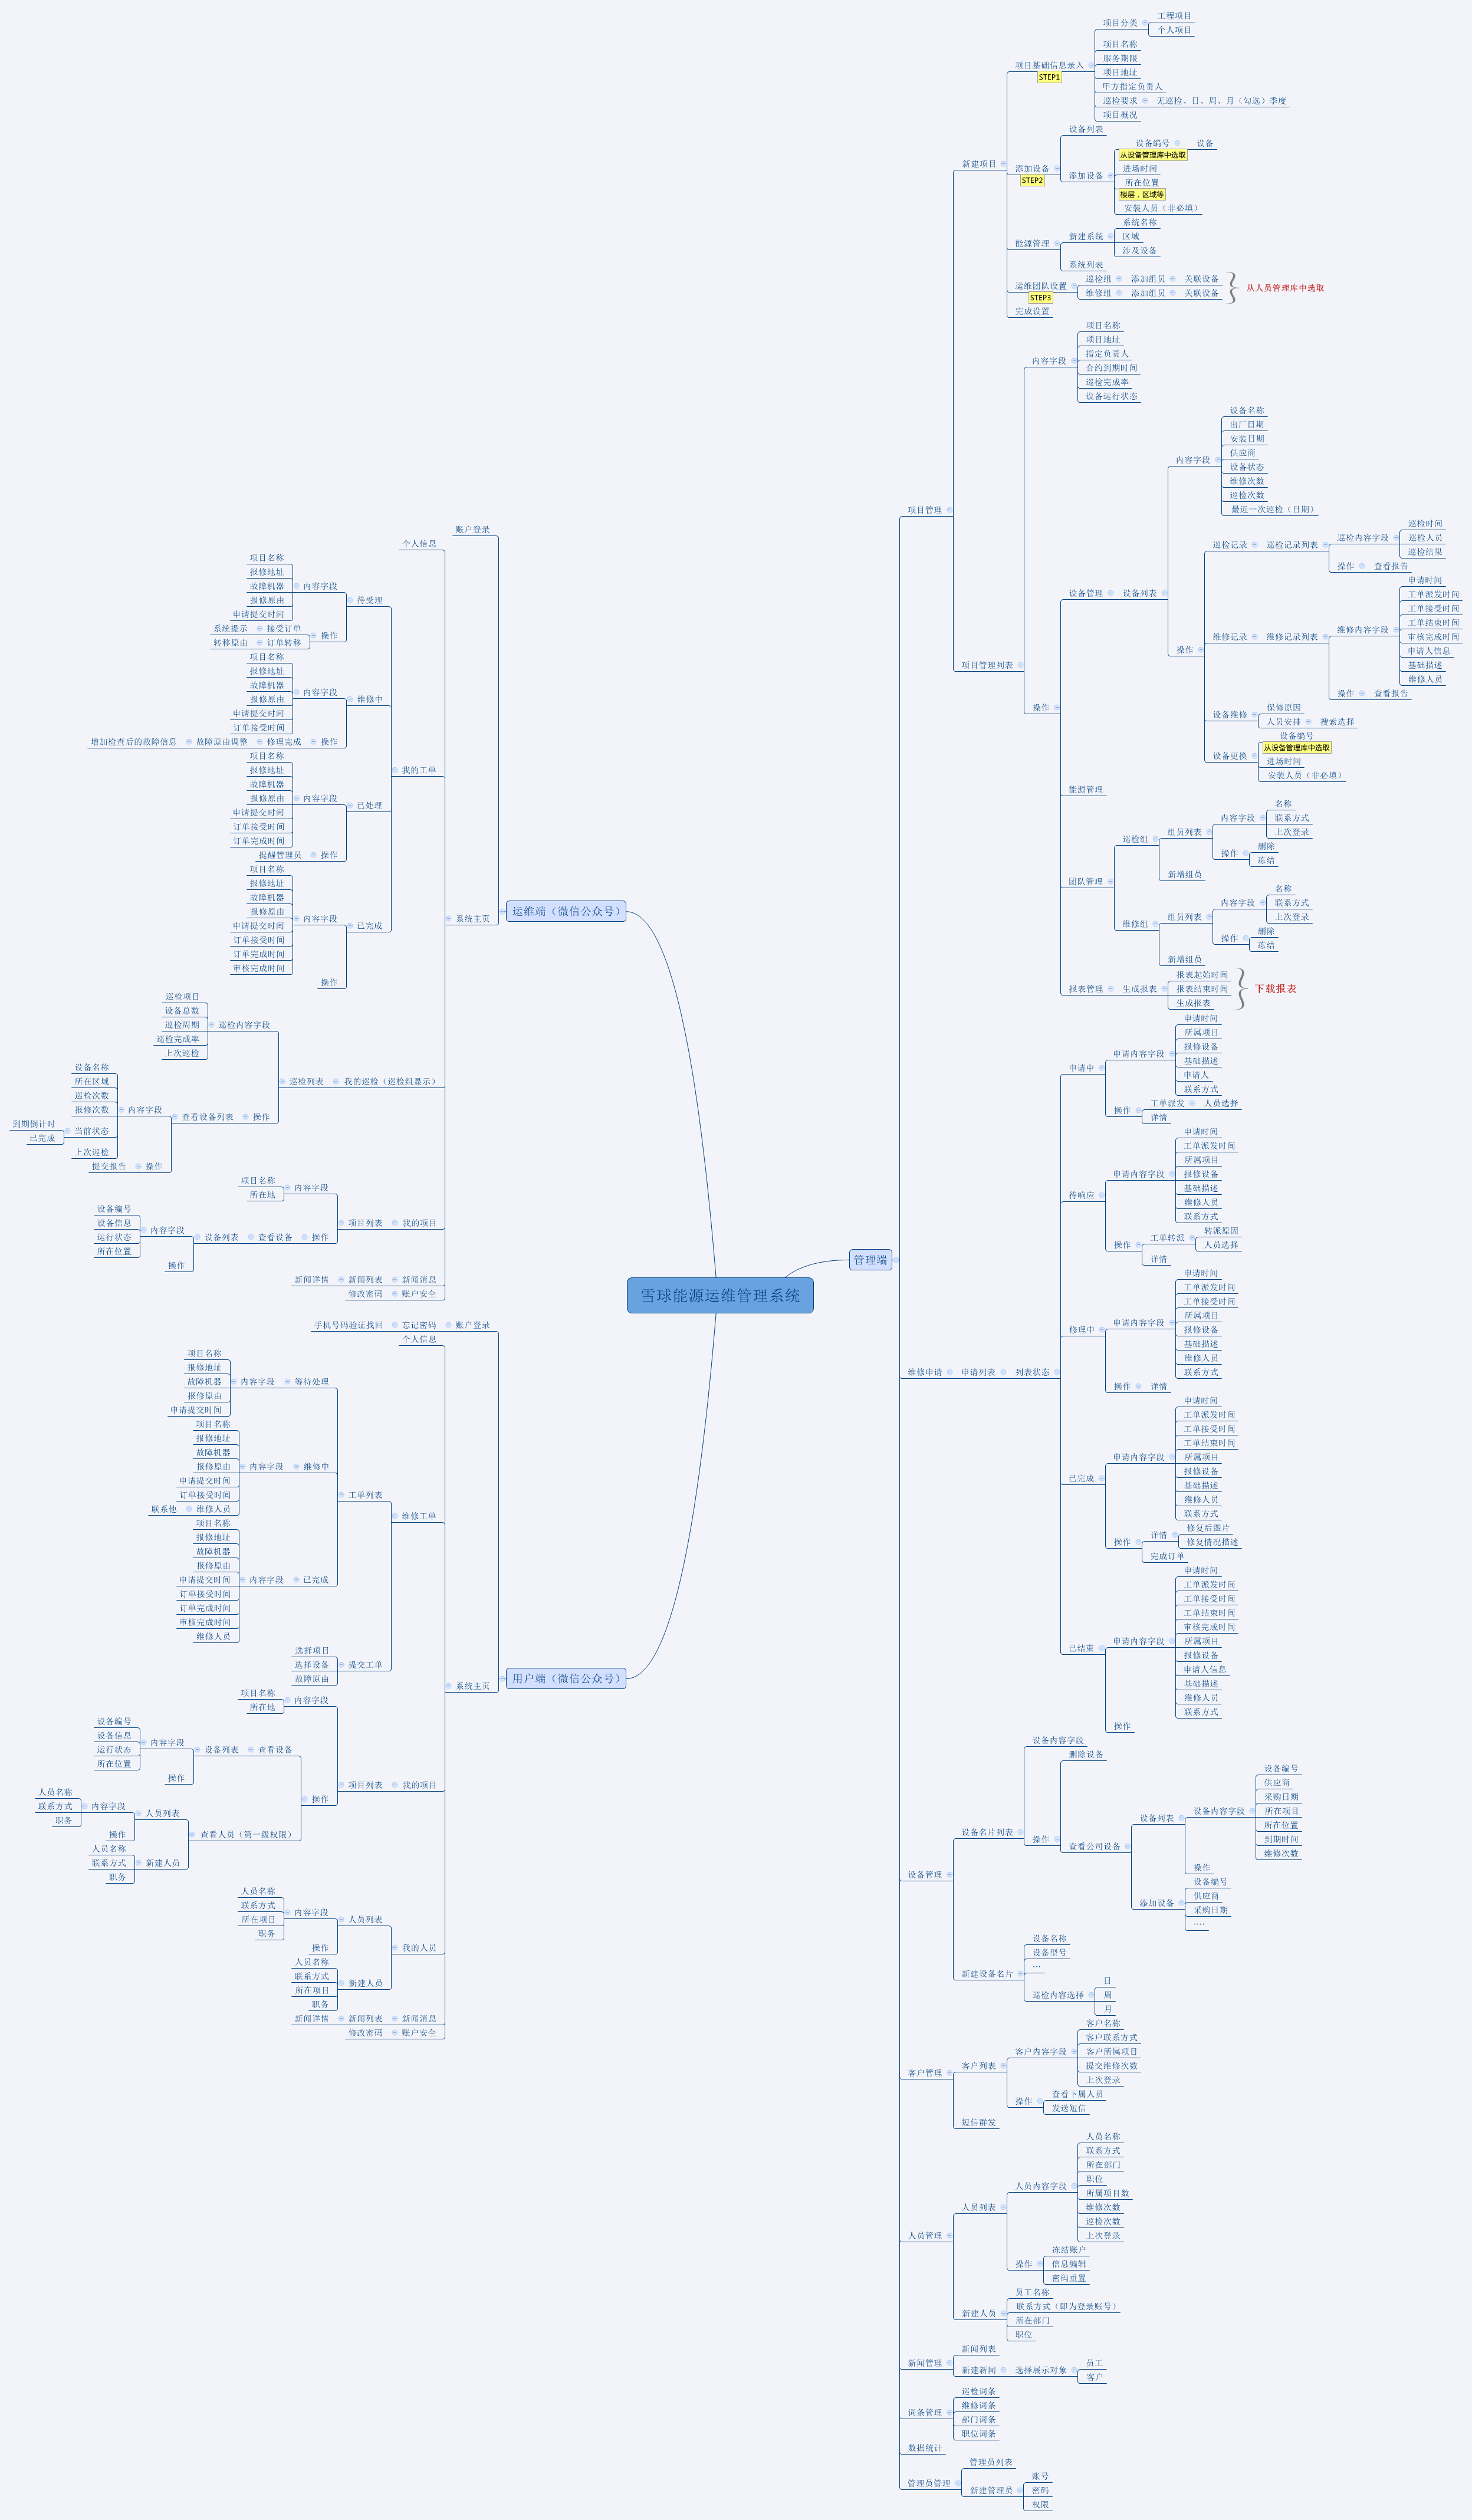 雪球能源运维管理系统
管理端
项目管理
新建项目
项目基础信息录入
STEP1
项目分类
工程项目
个人项目
项目名称
服务期限
项目地址
甲方指定负责人
巡检要求
无巡检、日、周、月（勾选）季度
项目概况
添加设备
STEP2
设备列表
添加设备
设备编号
从设备管理库中选取
设备
进场时间
所在位置
楼层，区域等
安装人员（非必填）
能源管理
新建系统
系统名称
区域
涉及设备
系统列表
运维团队设置
STEP3
巡检组
添加组员
关联设备
维修组
添加组员
关联设备
从人员管理库中选取
完成设置
项目管理列表
内容字段
项目名称
项目地址
指定负责人
合约到期时间
巡检完成率
设备运行状态
操作
设备管理
设备列表
内容字段
设备名称
出厂日期
安装日期
供应商
设备状态
维修次数
巡检次数
最近一次巡检（日期）
操作
巡检记录
巡检记录列表
巡检内容字段
巡检时间
巡检人员
巡检结果
操作
查看报告
维修记录
维修记录列表
维修内容字段
申请时间
工单派发时间
工单接受时间
工单结束时间
审核完成时间
申请人信息
基础描述
维修人员
操作
查看报告
设备维修
保修原因
人员安排
搜索选择
设备更换
设备编号
从设备管理库中选取
进场时间
安装人员（非必填）
能源管理
团队管理
巡检组
组员列表
内容字段
名称
联系方式
上次登录
操作
删除
冻结
新增组员
维修组
组员列表
内容字段
名称
联系方式
上次登录
操作
删除
冻结
新增组员
报表管理
生成报表
报表起始时间
报表结束时间
生成报表
下载报表
维修申请
申请列表
列表状态
申请中
申请内容字段
申请时间
所属项目
报修设备
基础描述
申请人
联系方式
操作
工单派发
人员选择
详情
待响应
申请内容字段
申请时间
工单派发时间
所属项目
报修设备
基础描述
维修人员
联系方式
操作
工单转派
转派原因
人员选择
详情
修理中
申请内容字段
申请时间
工单派发时间
工单接受时间
所属项目
报修设备
基础描述
维修人员
联系方式
操作
详情
已完成
申请内容字段
申请时间
工单派发时间
工单接受时间
工单结束时间
所属项目
报修设备
基础描述
维修人员
联系方式
操作
详情
修复后图片
修复情况描述
完成订单
已结束
申请内容字段
申请时间
工单派发时间
工单接受时间
工单结束时间
审核完成时间
所属项目
报修设备
申请人信息
基础描述
维修人员
联系方式
操作
设备管理
设备名片列表
设备内容字段
操作
删除设备
查看公司设备
设备列表
设备内容字段
设备编号
供应商
采购日期
所在项目
所在位置
到期时间
维修次数
操作
添加设备
设备编号
供应商
采购日期
....
新建设备名片
设备名称
设备型号
...
巡检内容选择
日
周
月
客户管理
客户列表
客户内容字段
客户名称
客户联系方式
客户所属项目
提交维修次数
上次登录
操作
查看下属人员
发送短信
短信群发
人员管理
人员列表
人员内容字段
人员名称
联系方式
所在部门
职位
所属项目数
维修次数
巡检次数
上次登录
操作
冻结账户
信息编辑
密码重置
新建人员
员工名称
联系方式（即为登录账号）
所在部门
职位
新闻管理
新闻列表
新建新闻
选择展示对象
员工
客户
词条管理
巡检词条
维修词条
部门词条
职位词条
数据统计
管理员管理
管理员列表
新建管理员
账号
密码
权限
运维端（微信公众号）
账户登录
系统主页
个人信息
我的工单
待受理
内容字段
项目名称
报修地址
故障机器
报修原由
申请提交时间
操作
接受订单
系统提示
订单转移
转移原由
维修中
内容字段
项目名称
报修地址
故障机器
报修原由
申请提交时间
订单接受时间
操作
修理完成
故障原由调整
增加检查后的故障信息
已处理
内容字段
项目名称
报修地址
故障机器
报修原由
申请提交时间
订单接受时间
订单完成时间
操作
提醒管理员
已完成
内容字段
项目名称
报修地址
故障机器
报修原由
申请提交时间
订单接受时间
订单完成时间
审核完成时间
操作
我的巡检（巡检组显示）
巡检列表
巡检内容字段
巡检项目
设备总数
巡检周期
巡检完成率
上次巡检
操作
查看设备列表
内容字段
设备名称
所在区域
巡检次数
报修次数
当前状态
到期倒计时
已完成
上次巡检
操作
提交报告
我的项目
项目列表
内容字段
项目名称
所在地
操作
查看设备
设备列表
内容字段
设备编号
设备信息
运行状态
所在位置
操作
新闻消息
新闻列表
新闻详情
账户安全
修改密码
用户端（微信公众号）
账户登录
忘记密码
手机号码验证找回
系统主页
个人信息
维修工单
工单列表
等待处理
内容字段
项目名称
报修地址
故障机器
报修原由
申请提交时间
维修中
内容字段
项目名称
报修地址
故障机器
报修原由
申请提交时间
订单接受时间
维修人员
联系他
已完成
内容字段
项目名称
报修地址
故障机器
报修原由
申请提交时间
订单接受时间
订单完成时间
审核完成时间
维修人员
提交工单
选择项目
选择设备
故障原由
我的项目
项目列表
内容字段
项目名称
所在地
操作
查看设备
设备列表
内容字段
设备编号
设备信息
运行状态
所在位置
操作
查看人员（第一级权限）
人员列表
内容字段
人员名称
联系方式
职务
操作
新建人员
人员名称
联系方式
职务
我的人员
人员列表
内容字段
人员名称
联系方式
所在项目
职务
操作
新建人员
人员名称
联系方式
所在项目
职务
新闻消息
新闻列表
新闻详情
账户安全
修改密码